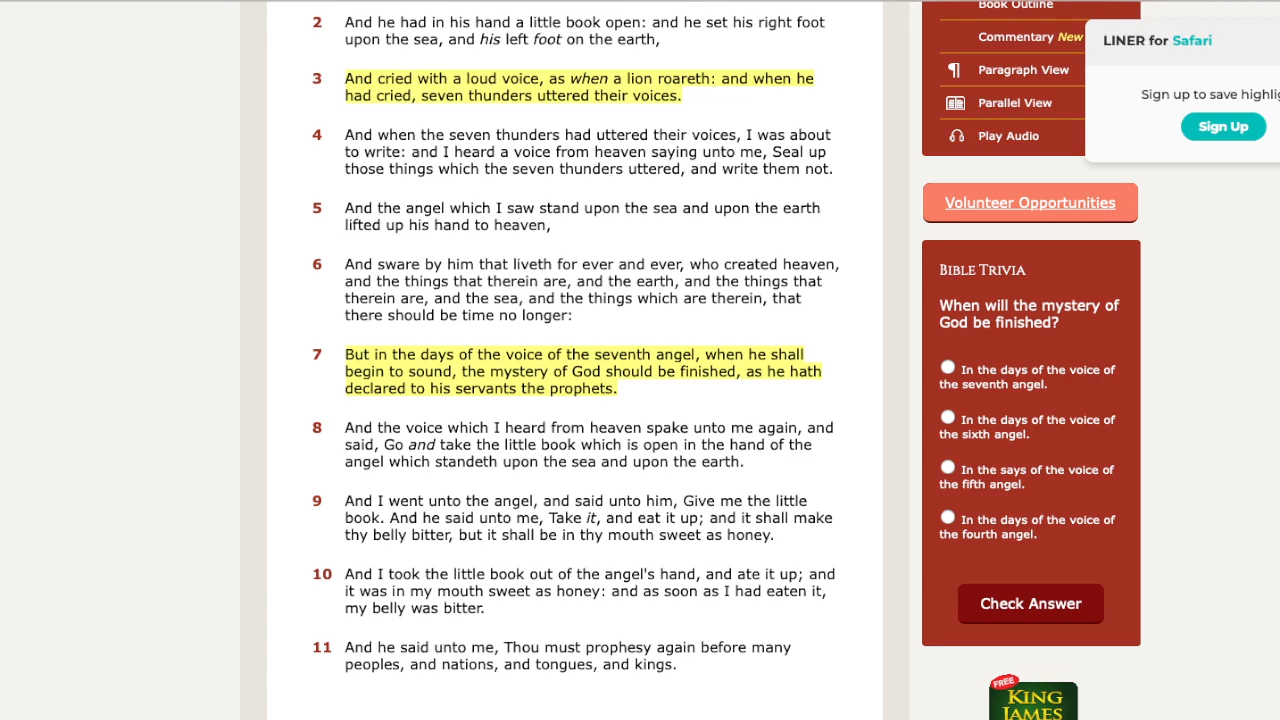 2 And he had in his hand a little book open: and he set his right foot
upon the sea, and his left foot on the earth,
3 And cried with a loud voice, as when a lion roareth: and when he
had cried, seven thunders uttered their voices.
4 And when the seven thunders had uttered their voices, I was about
to write: and I heard a voice from heaven saying unto me, Seal up
those things which the seven thunders uttered, and write them not.
5 And the angel which I saw stand upon the sea and upon the earth
lifted up his hand to heaven,
6 And sware by him that liveth for ever and ever, who created heaven,
and the things that therein are, and the earth, and the things that
therein are, and the sea, and the things which are therein, that
there should be time no longer:
7 But in the days of the voice of the seventh angel, when he shall
begin to sound, the mystery of God should be finished, as he hath
declared to his servants the prophets.
8 And the voice which I heard from heaven spake unto me again, and
said, Go and take the little book which is open in the hand of the
angel which standeth upon the sea and upon the earth.
9 And I went unto the angel, and said unto him, Give me the little
book. And he said unto me, Take it, and eat it up; and it shall make
thy belly bitter, but it shall be in thy mouth sweet as honey.
10 And I took the little book out of the angel's hand, and ate it up; and
it was in my mouth sweet as honey: and as soon as I had eaten it,
my belly was bitter.
11 And he said unto me, Thou must prophesy again before many
peoples, and nations, and tongues, and kings.
Book Outline
Commentary New
Paragraph View
Parallel View
Play Audio
LINER for Safari
Sign up to save
Sign Up
Volunteer Opportunities
BIBLE TRIVIA
When will the mystery of
God be finished?
In the days of the voice of
the seventh angel.
In the days of the voice of
the sixth angel.
In the says of the voice of
the fifth angel.
In the days of the voice of
the fourth angel.
Check Answer
FREE
KING
JAMES